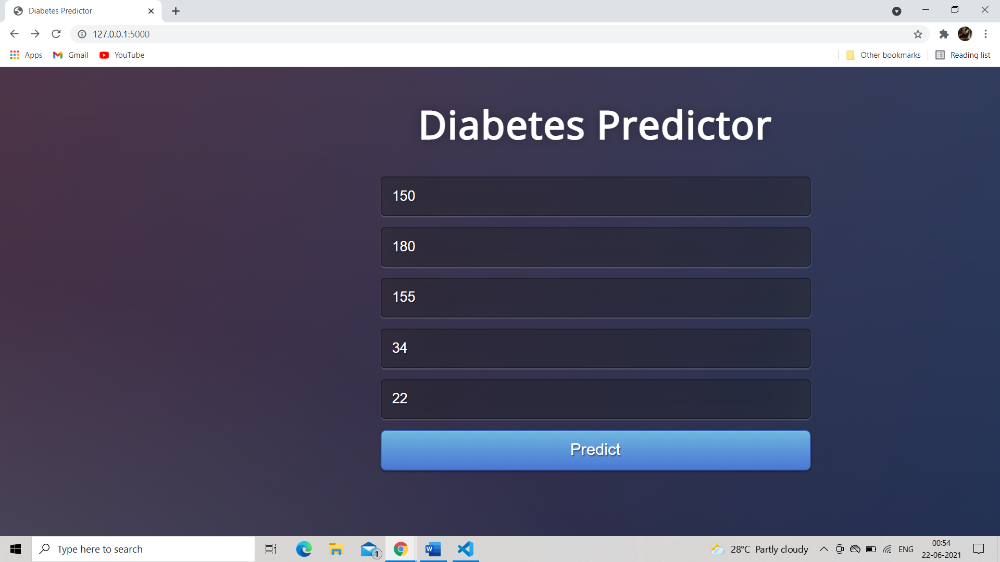 Diabetes Predictor
127.0.0.1:5000
Apps Gmail YouTube Other bookmarks Reading list
Diabetes Predictor
150
180
155
34
22
Predict
Type here to search 1 W 28°C Partly cloudy ENG 00:54
22-06-2021